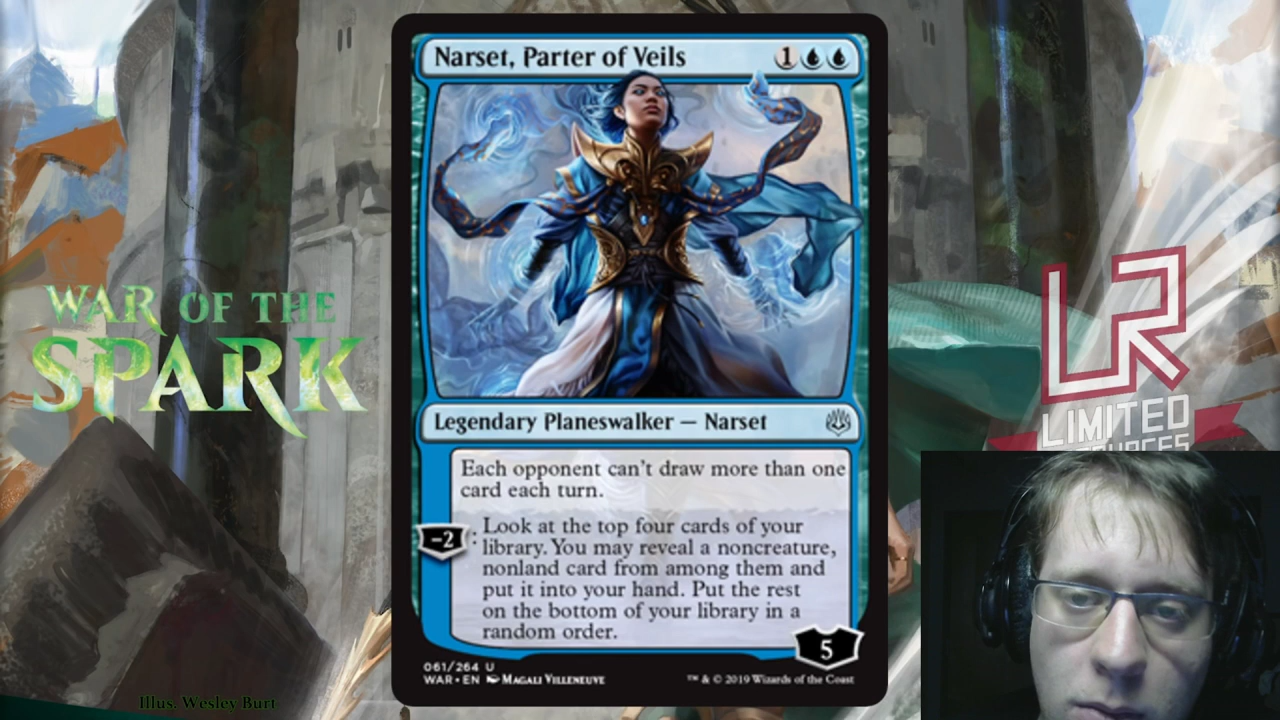 Narset, Parter of Veils
1
WAR OF THE
SPARK
Legendary Planeswalker — Narset
LR
LIMITED
Each opponent can't draw more than one
card each turn.
-2 : Look at the top four cards of your
library. You may reveal a noncreature,
nonland card from among them and
put it into your hand. Put the rest
on the bottom of your library in a
random order.
5
061/264 U
WAR • EN Magali Villeneuve
™ & © 2019 Wizards of the Coast
Illus. Wesley Burt